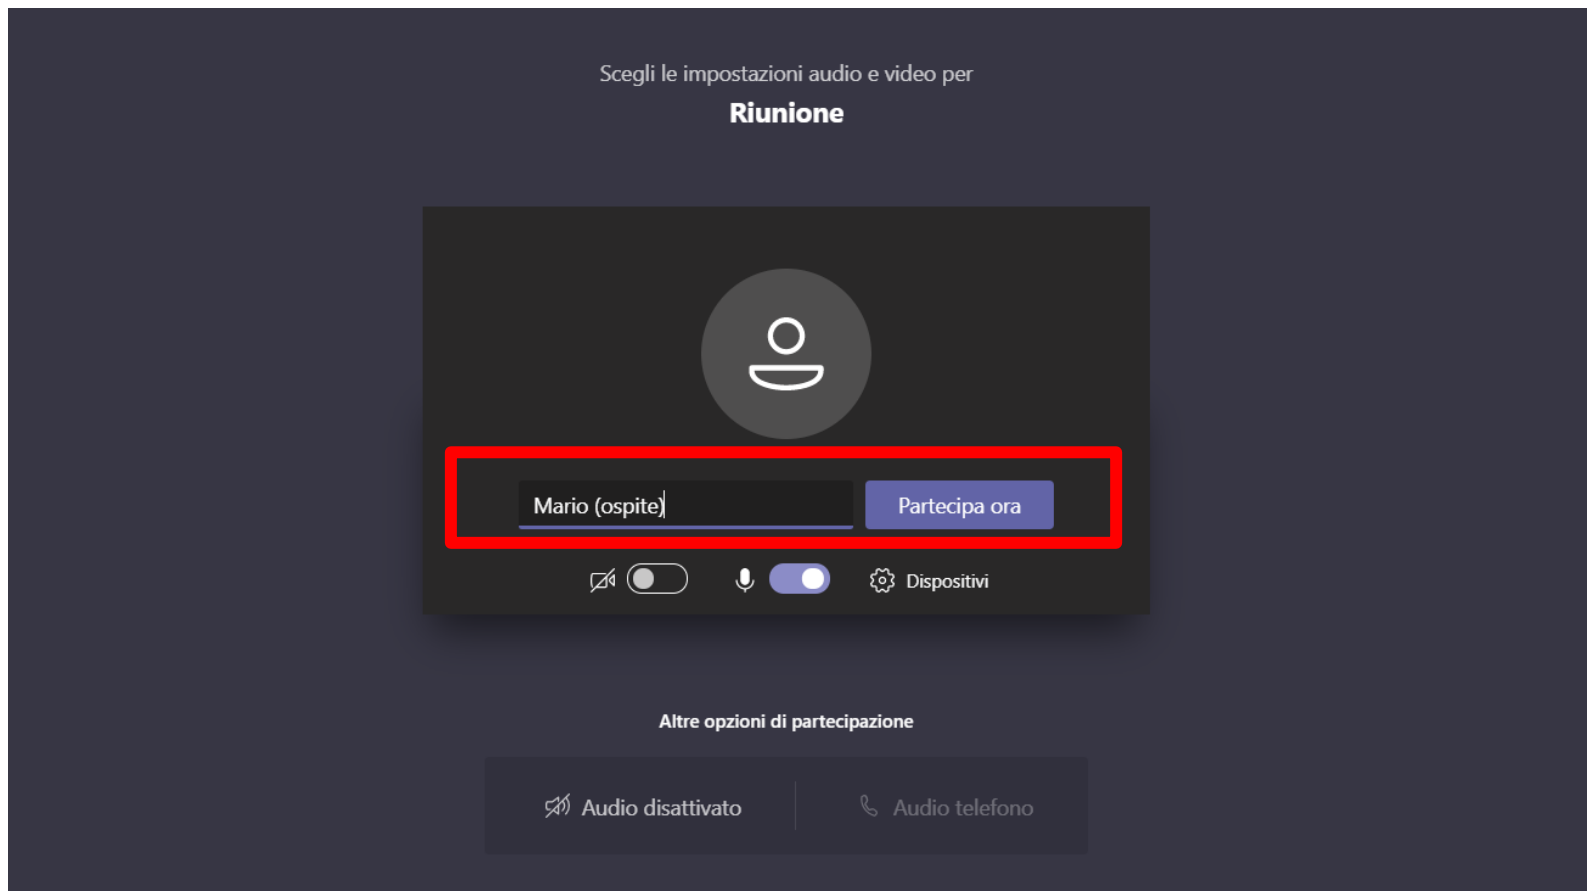 Scegli le impostazioni audio e video per
Riunione
Mario (ospite)
Partecipa ora
Dispositivi
Altre opzioni di partecipazione
Audio disattivato
Audio telefono